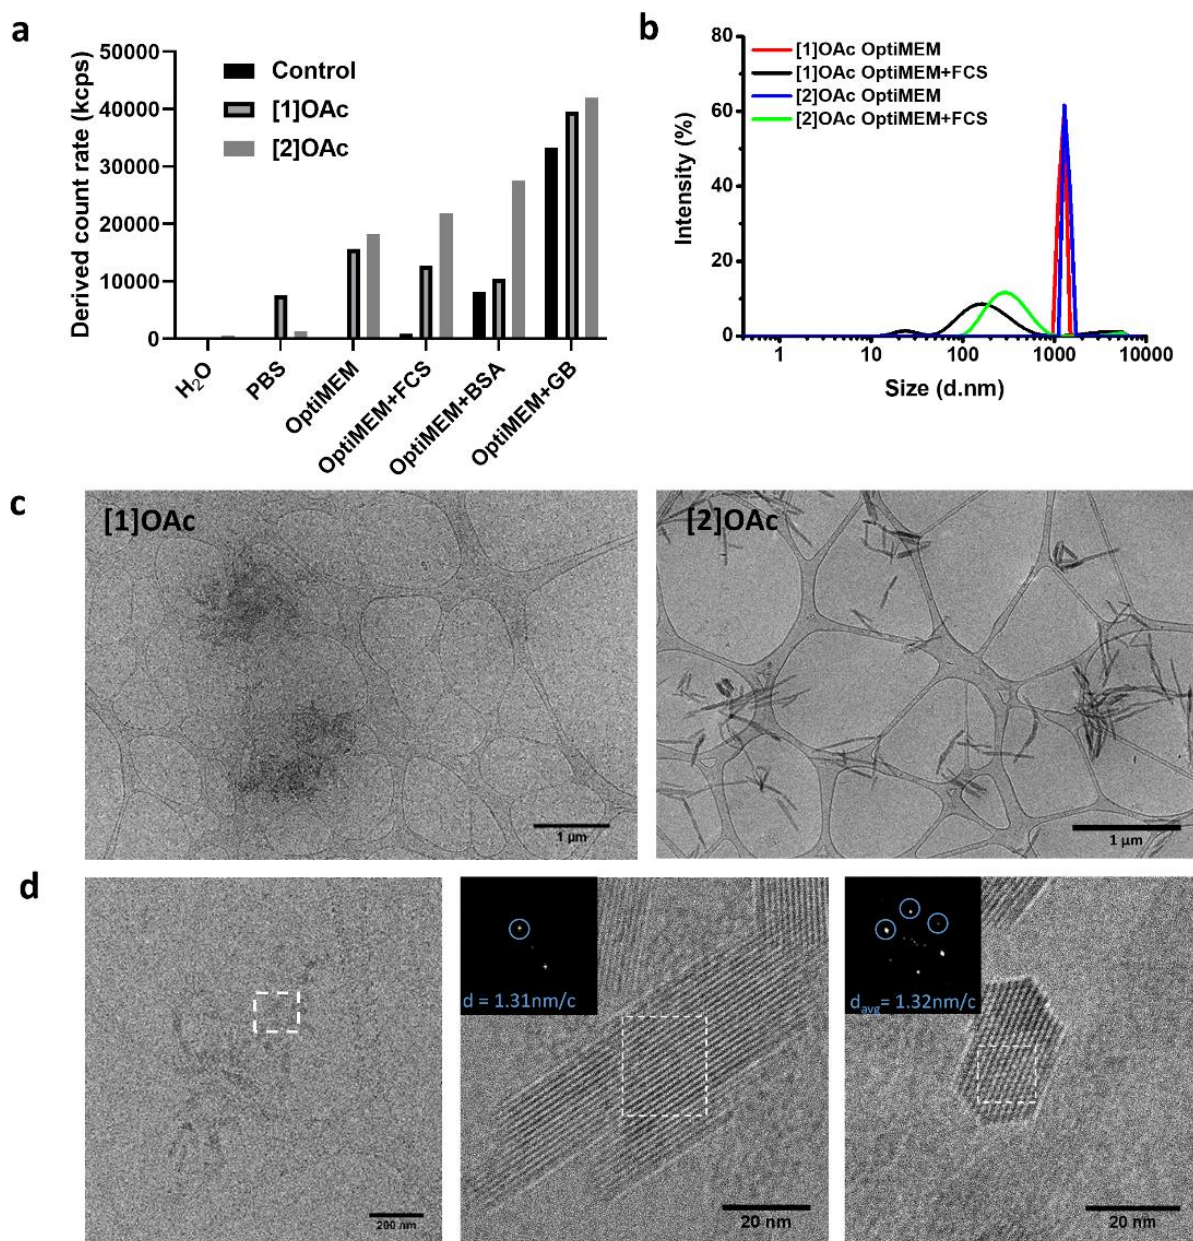 a
Derived count rate (kcps)
50000
40000
30000
20000
10000
0
Control
[1]OAc
[2]OAc
H₂O
PBS
OptiMEM
OptiMEM+FCS
OptiMEM+BSA
OptiMEM+GB
b
Intensity (%)
80
60
40
20
0
[1]OAc OptiMEM
[1]OAc OptiMEM+FCS
[2]OAc OptiMEM
[2]OAc OptiMEM+FCS
1
10
100
1000
10000
Size (d.nm)
c
[1]OAc
1 µm
[2]OAc
1 µm
d
200 nm
d = 1.31nm/c
20 nm
davg= 1.32nm/c
20 nm